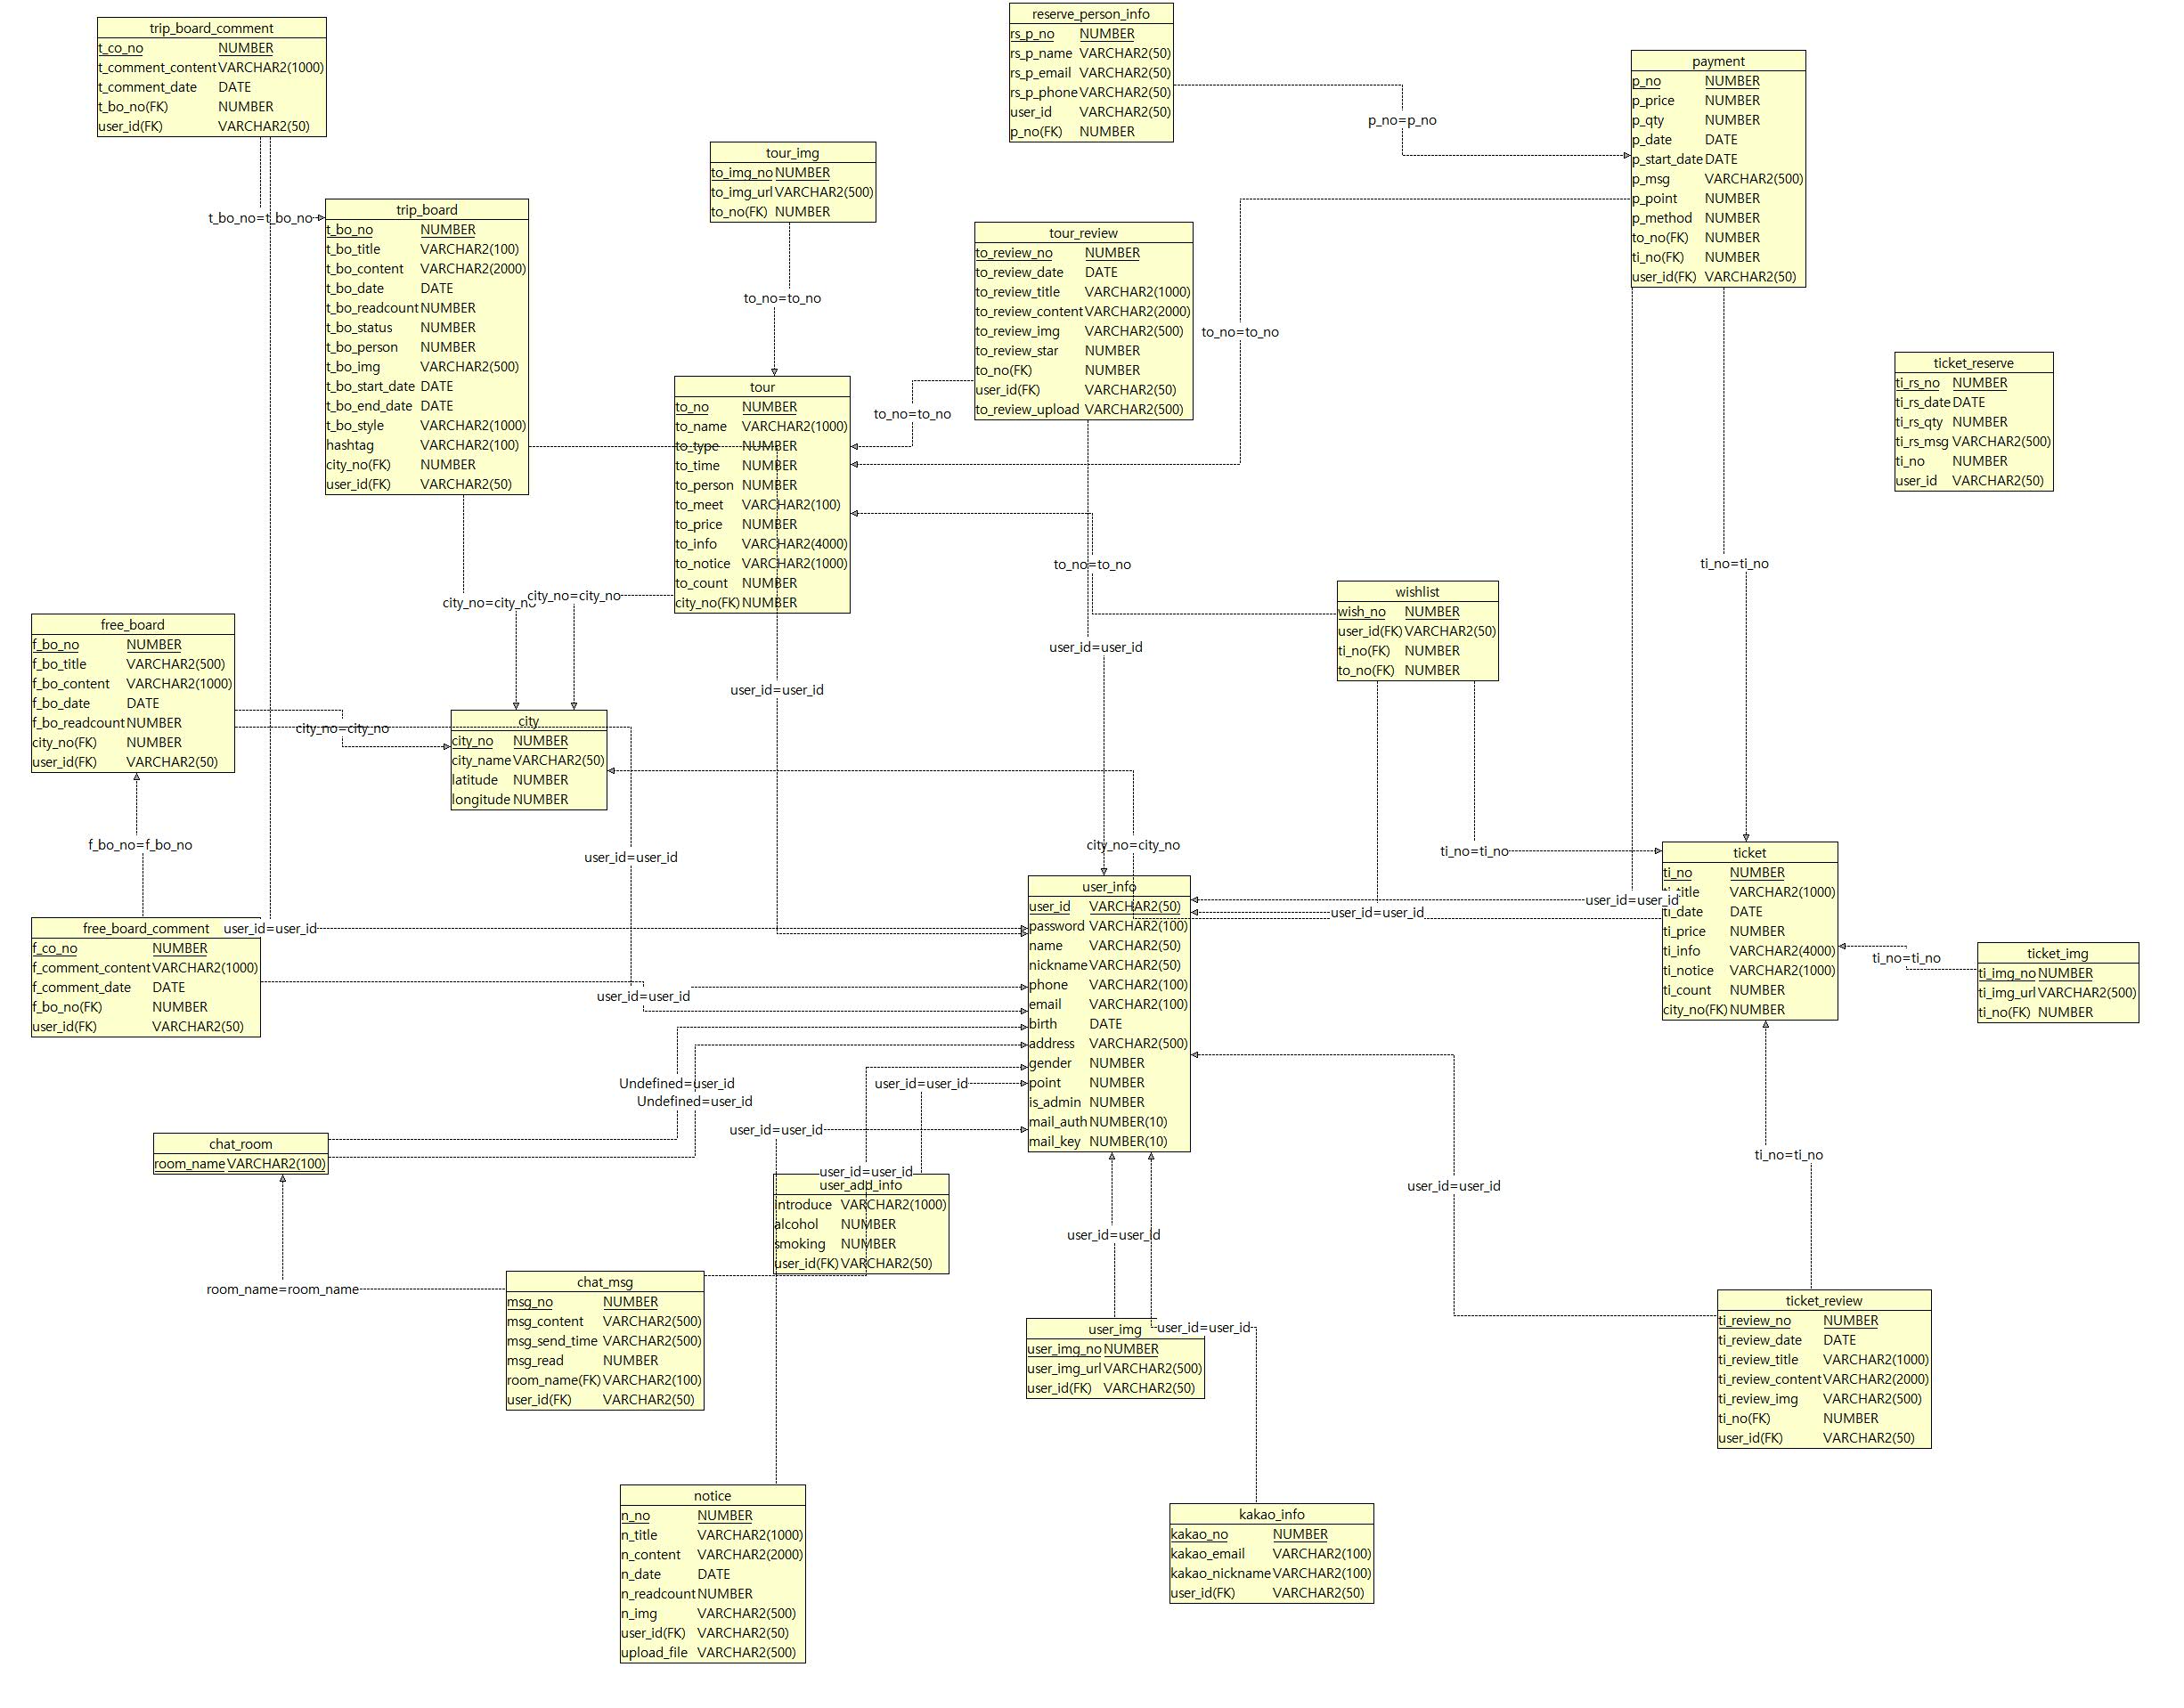 trip_board_comment
t_co_no NUMBER
t_comment_content VARCHAR2(1000)
t_comment_date DATE
t_bo_no(FK) NUMBER
user_id(FK) VARCHAR2(50)
reserve_person_info
rs_p_no NUMBER
rs_p_name VARCHAR2(50)
rs_p_email VARCHAR2(50)
rs_p_phone VARCHAR2(50)
user_id VARCHAR2(50)
p_no(FK) NUMBER
p_no=p_no
payment
p_no NUMBER
p_price NUMBER
p_qty NUMBER
p_date DATE
p_start_date DATE
p_msg VARCHAR2(500)
p_point NUMBER
p_method NUMBER
to_no(FK) NUMBER
ti_no(FK) NUMBER
user_id(FK) VARCHAR2(50)
tour_img
to_img_no NUMBER
to_img_url VARCHAR2(500)
to_no(FK) NUMBER
t_bo_no=t_bo_no
trip_board
t_bo_no NUMBER
t_bo_title VARCHAR2(100)
t_bo_content VARCHAR2(2000)
t_bo_date DATE
t_bo_readcount NUMBER
t_bo_status NUMBER
t_bo_person NUMBER
t_bo_img VARCHAR2(500)
t_bo_start_date DATE
t_bo_end_date DATE
t_bo_style VARCHAR2(1000)
hashtag VARCHAR2(100)
city_no(FK) NUMBER
user_id(FK) VARCHAR2(50)
tour_review
to_review_no NUMBER
to_review_date DATE
to_review_title VARCHAR2(1000)
to_review_content VARCHAR2(2000)
to_review_img VARCHAR2(500)
to_review_star NUMBER
to_no(FK) NUMBER
user_id(FK) VARCHAR2(50)
to_review_upload VARCHAR2(500)
to_no=to_no
to_no=to_no
to_no=to_no
ticket_reserve
ti_rs_no NUMBER
ti_rs_date DATE
ti_rs_qty NUMBER
ti_rs_msg VARCHAR2(500)
ti_no NUMBER
user_id VARCHAR2(50)
tour
to_no NUMBER
to_name VARCHAR2(1000)
to_type NUMBER
to_time NUMBER
to_person NUMBER
to_meet VARCHAR2(100)
to_price NUMBER
to_info VARCHAR2(4000)
to_notice VARCHAR2(1000)
to_count NUMBER
city_no(FK) NUMBER
to_no=to_no
ti_no=ti_no
city_no=city_no
city_no=city_no
wishlist
wish_no NUMBER
user_id(FK) VARCHAR2(50)
ti_no(FK) NUMBER
to_no(FK) NUMBER
free_board
f_bo_no NUMBER
f_bo_title VARCHAR2(500)
f_bo_content VARCHAR2(1000)
f_bo_date DATE
f_bo_readcount NUMBER
city_no(FK) NUMBER
user_id(FK) VARCHAR2(50)
user_id=user_id
user_id=user_id
city_no=city_no
city
city_no NUMBER
city_name VARCHAR2(50)
latitude NUMBER
longitude NUMBER
f_bo_no=f_bo_no
user_id=user_id
city_no=city_no
ti_no=ti_no
ticket
ti_no NUMBER
ti_title VARCHAR2(1000)
ti_date DATE
ti_price NUMBER
ti_info VARCHAR2(4000)
ti_notice VARCHAR2(1000)
ti_count NUMBER
city_no(FK) NUMBER
user_id=user_id
user_id=user_id
user_info
user_id VARCHAR2(50)
password VARCHAR2(100)
name VARCHAR2(50)
nickname VARCHAR2(50)
phone VARCHAR2(100)
email VARCHAR2(100)
birth DATE
address VARCHAR2(500)
gender NUMBER
point NUMBER
is_admin NUMBER
mail_auth NUMBER(10)
mail_key NUMBER(10)
free_board_comment
f_co_no NUMBER
f_comment_content VARCHAR2(1000)
f_comment_date DATE
f_bo_no(FK) NUMBER
user_id(FK) VARCHAR2(50)
user_id=user_id
user_id=user_id
ti_no=ti_no
ticket_img
ti_img_no NUMBER
ti_img_url VARCHAR2(500)
ti_no(FK) NUMBER
Undefined=user_id
Undefined=user_id
user_id=user_id
user_id=user_id
user_id=user_id
chat_room
room_name VARCHAR2(100)
user_add_info
introduce VARCHAR2(1000)
alcohol NUMBER
smoking NUMBER
user_id(FK) VARCHAR2(50)
ti_no=ti_no
user_id=user_id
user_id=user_id
room_name=room_name
chat_msg
msg_no NUMBER
msg_content VARCHAR2(500)
msg_send_time VARCHAR2(500)
msg_read NUMBER
room_name(FK) VARCHAR2(100)
user_id(FK) VARCHAR2(50)
user_img
user_img_no NUMBER
user_img_url VARCHAR2(500)
user_id(FK) VARCHAR2(50)
user_id=user_id
ticket_review
ti_review_no NUMBER
ti_review_date DATE
ti_review_title VARCHAR2(1000)
ti_review_content VARCHAR2(2000)
ti_review_img VARCHAR2(500)
ti_no(FK) NUMBER
user_id(FK) VARCHAR2(50)
notice
n_no NUMBER
n_title VARCHAR2(1000)
n_content VARCHAR2(2000)
n_date DATE
n_readcount NUMBER
n_img VARCHAR2(500)
user_id(FK) VARCHAR2(50)
upload_file VARCHAR2(500)
kakao_info
kakao_no NUMBER
kakao_email VARCHAR2(100)
kakao_nickname VARCHAR2(100)
user_id(FK) VARCHAR2(50)